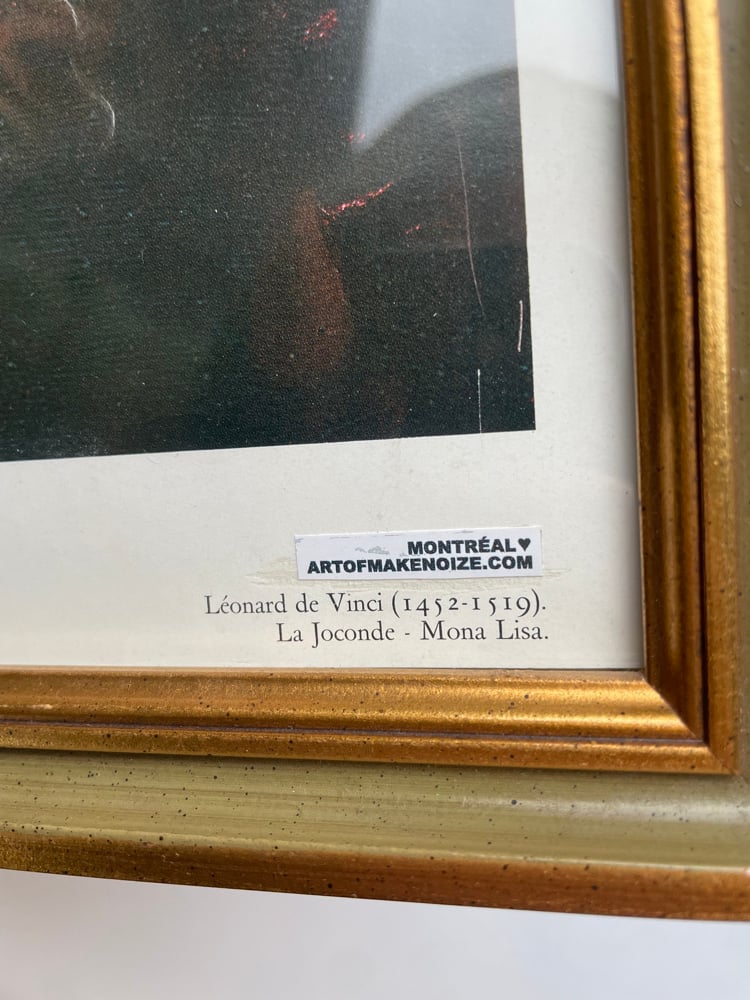 MONTRÉAL♥
ARTOFMAKENOIZE.COM
Léonard de Vinci (1452-1519).
La Joconde - Mona Lisa.